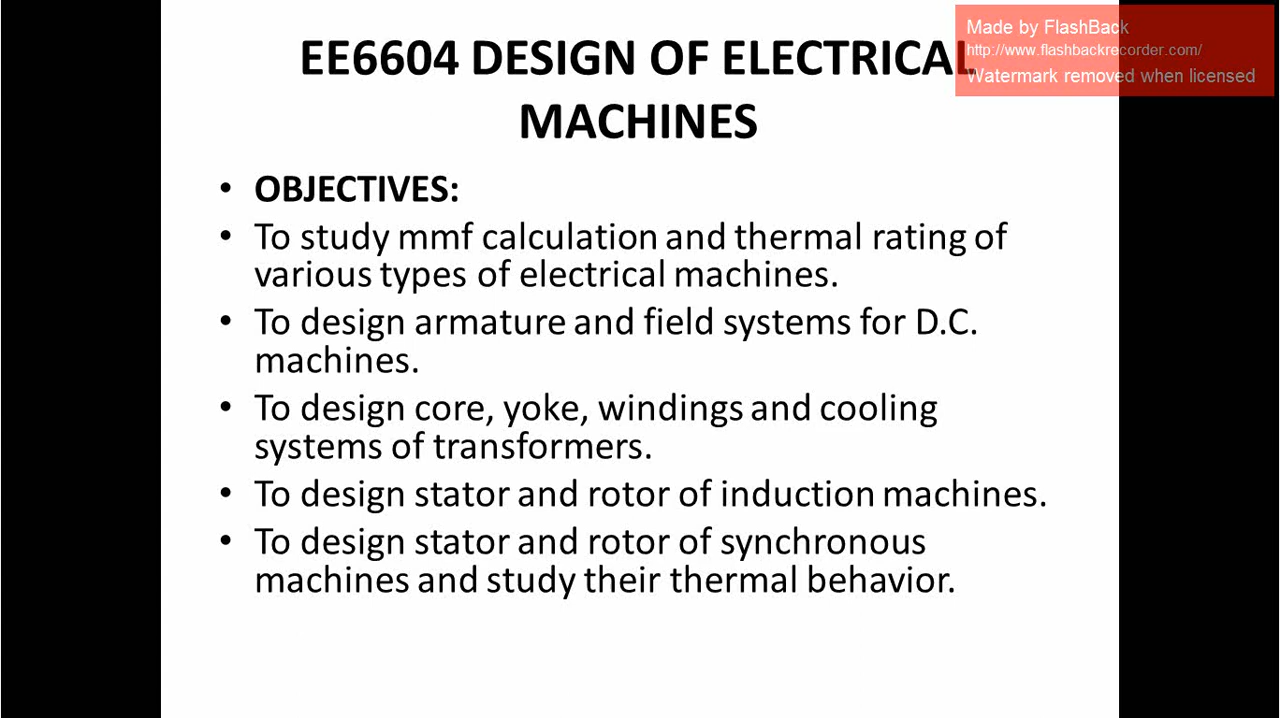 Made by FlashBack
http://www.flashbackrecorder.com/
Watermark removed when licensed
EE6604 DESIGN OF ELECTRICAL
MACHINES
• OBJECTIVES:
• To study mmf calculation and thermal rating of
various types of electrical machines.
• To design armature and field systems for D.C.
machines.
• To design core, yoke, windings and cooling
systems of transformers.
• To design stator and rotor of induction machines.
• To design stator and rotor of synchronous
machines and study their thermal behavior.